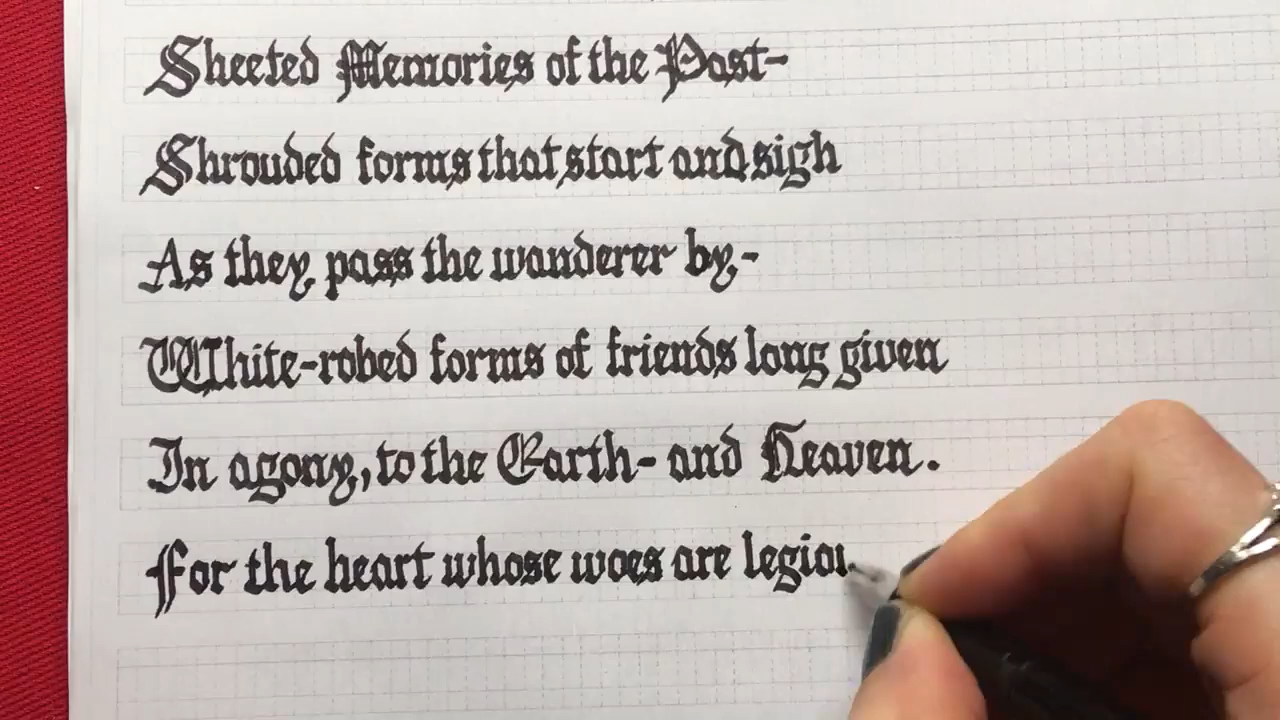 Sheeted Memories of the Past-
Shrouded forms that start and sigh
As they pass the wanderer by,-
White-robed forms of friends long given
In agony, to the Earth- and Heaven.
For the heart whose woes are